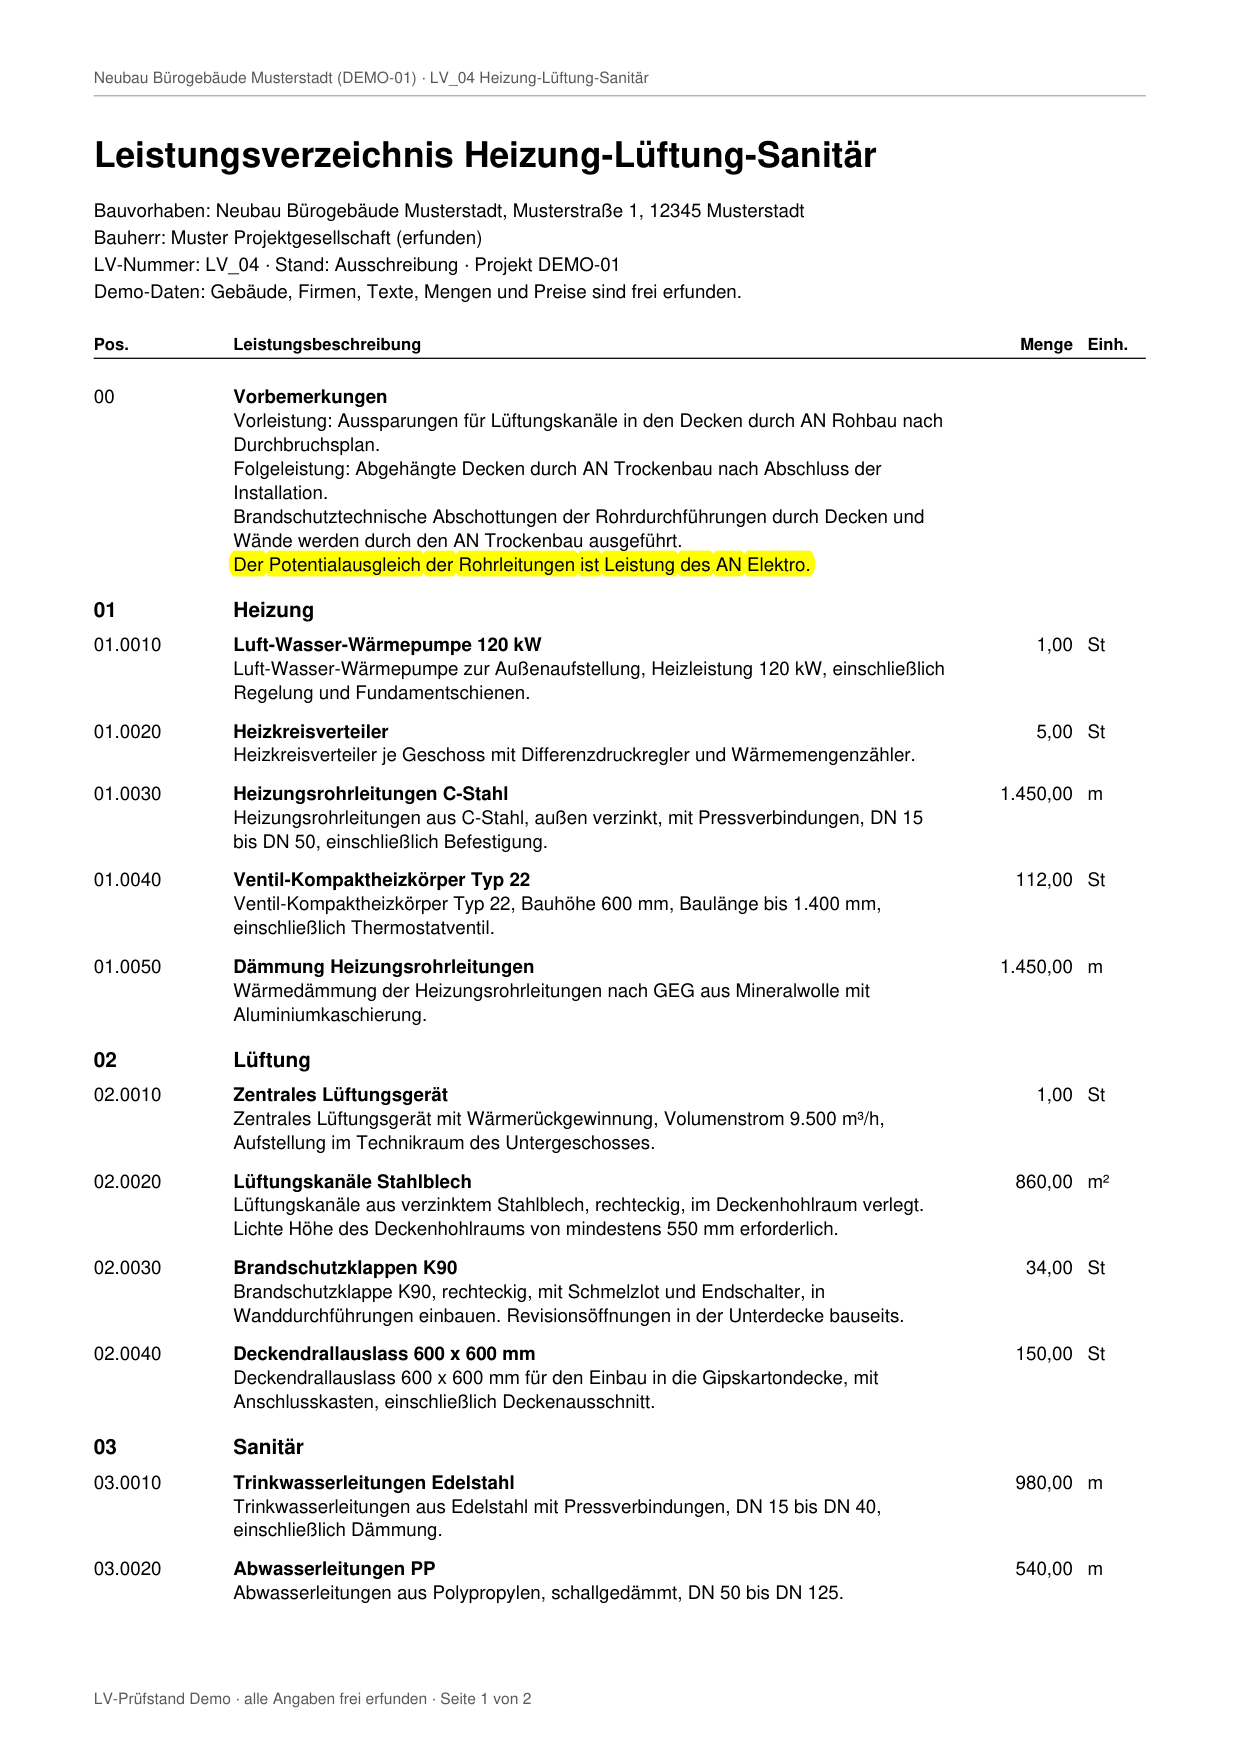 Neubau Bürogebäude Musterstadt (DEMO-01) · LV_04 Heizung-Lüftung-Sanitär
Leistungsverzeichnis Heizung-Lüftung-Sanitär
Bauvorhaben: Neubau Bürogebäude Musterstadt, Musterstraße 1, 12345 Musterstadt
Bauherr: Muster Projektgesellschaft (erfunden)
LV-Nummer: LV_04 · Stand: Ausschreibung · Projekt DEMO-01
Demo-Daten: Gebäude, Firmen, Texte, Mengen und Preise sind frei erfunden.
Pos. Leistungsbeschreibung Menge Einh.
00 Vorbemerkungen
Vorleistung: Aussparungen für Lüftungskanäle in den Decken durch AN Rohbau nach
Durchbruchsplan.
Folgeleistung: Abgehängte Decken durch AN Trockenbau nach Abschluss der
Installation.
Brandschutztechnische Abschottungen der Rohrdurchführungen durch Decken und
Wände werden durch den AN Trockenbau ausgeführt.
Der Potentialausgleich der Rohrleitungen ist Leistung des AN Elektro.
01 Heizung
01.0010 Luft-Wasser-Wärmepumpe 120 kW 1,00 St
Luft-Wasser-Wärmepumpe zur Außenaufstellung, Heizleistung 120 kW, einschließlich
Regelung und Fundamentschienen.
01.0020 Heizkreisverteiler 5,00 St
Heizkreisverteiler je Geschoss mit Differenzdruckregler und Wärmemengenzähler.
01.0030 Heizungsrohrleitungen C-Stahl 1.450,00 m
Heizungsrohrleitungen aus C-Stahl, außen verzinkt, mit Pressverbindungen, DN 15
bis DN 50, einschließlich Befestigung.
01.0040 Ventil-Kompaktheizkörper Typ 22 112,00 St
Ventil-Kompaktheizkörper Typ 22, Bauhöhe 600 mm, Baulänge bis 1.400 mm,
einschließlich Thermostatventil.
01.0050 Dämmung Heizungsrohrleitungen 1.450,00 m
Wärmedämmung der Heizungsrohrleitungen nach GEG aus Mineralwolle mit
Aluminiumkaschierung.
02 Lüftung
02.0010 Zentrales Lüftungsgerät 1,00 St
Zentrales Lüftungsgerät mit Wärmerückgewinnung, Volumenstrom 9.500 m³/h,
Aufstellung im Technikraum des Untergeschosses.
02.0020 Lüftungskanäle Stahlblech 860,00 m²
Lüftungskanäle aus verzinktem Stahlblech, rechteckig, im Deckenhohlraum verlegt.
Lichte Höhe des Deckenhohlraums von mindestens 550 mm erforderlich.
02.0030 Brandschutzklappen K90 34,00 St
Brandschutzklappe K90, rechteckig, mit Schmelzlot und Endschalter, in
Wanddurchführungen einbauen. Revisionsöffnungen in der Unterdecke bauseits.
02.0040 Deckendrallauslass 600 x 600 mm 150,00 St
Deckendrallauslass 600 x 600 mm für den Einbau in die Gipskartondecke, mit
Anschlusskasten, einschließlich Deckenausschnitt.
03 Sanitär
03.0010 Trinkwasserleitungen Edelstahl 980,00 m
Trinkwasserleitungen aus Edelstahl mit Pressverbindungen, DN 15 bis DN 40,
einschließlich Dämmung.
03.0020 Abwasserleitungen PP 540,00 m
Abwasserleitungen aus Polypropylen, schallgedämmt, DN 50 bis DN 125.
LV-Prüfstand Demo · alle Angaben frei erfunden · Seite 1 von 2